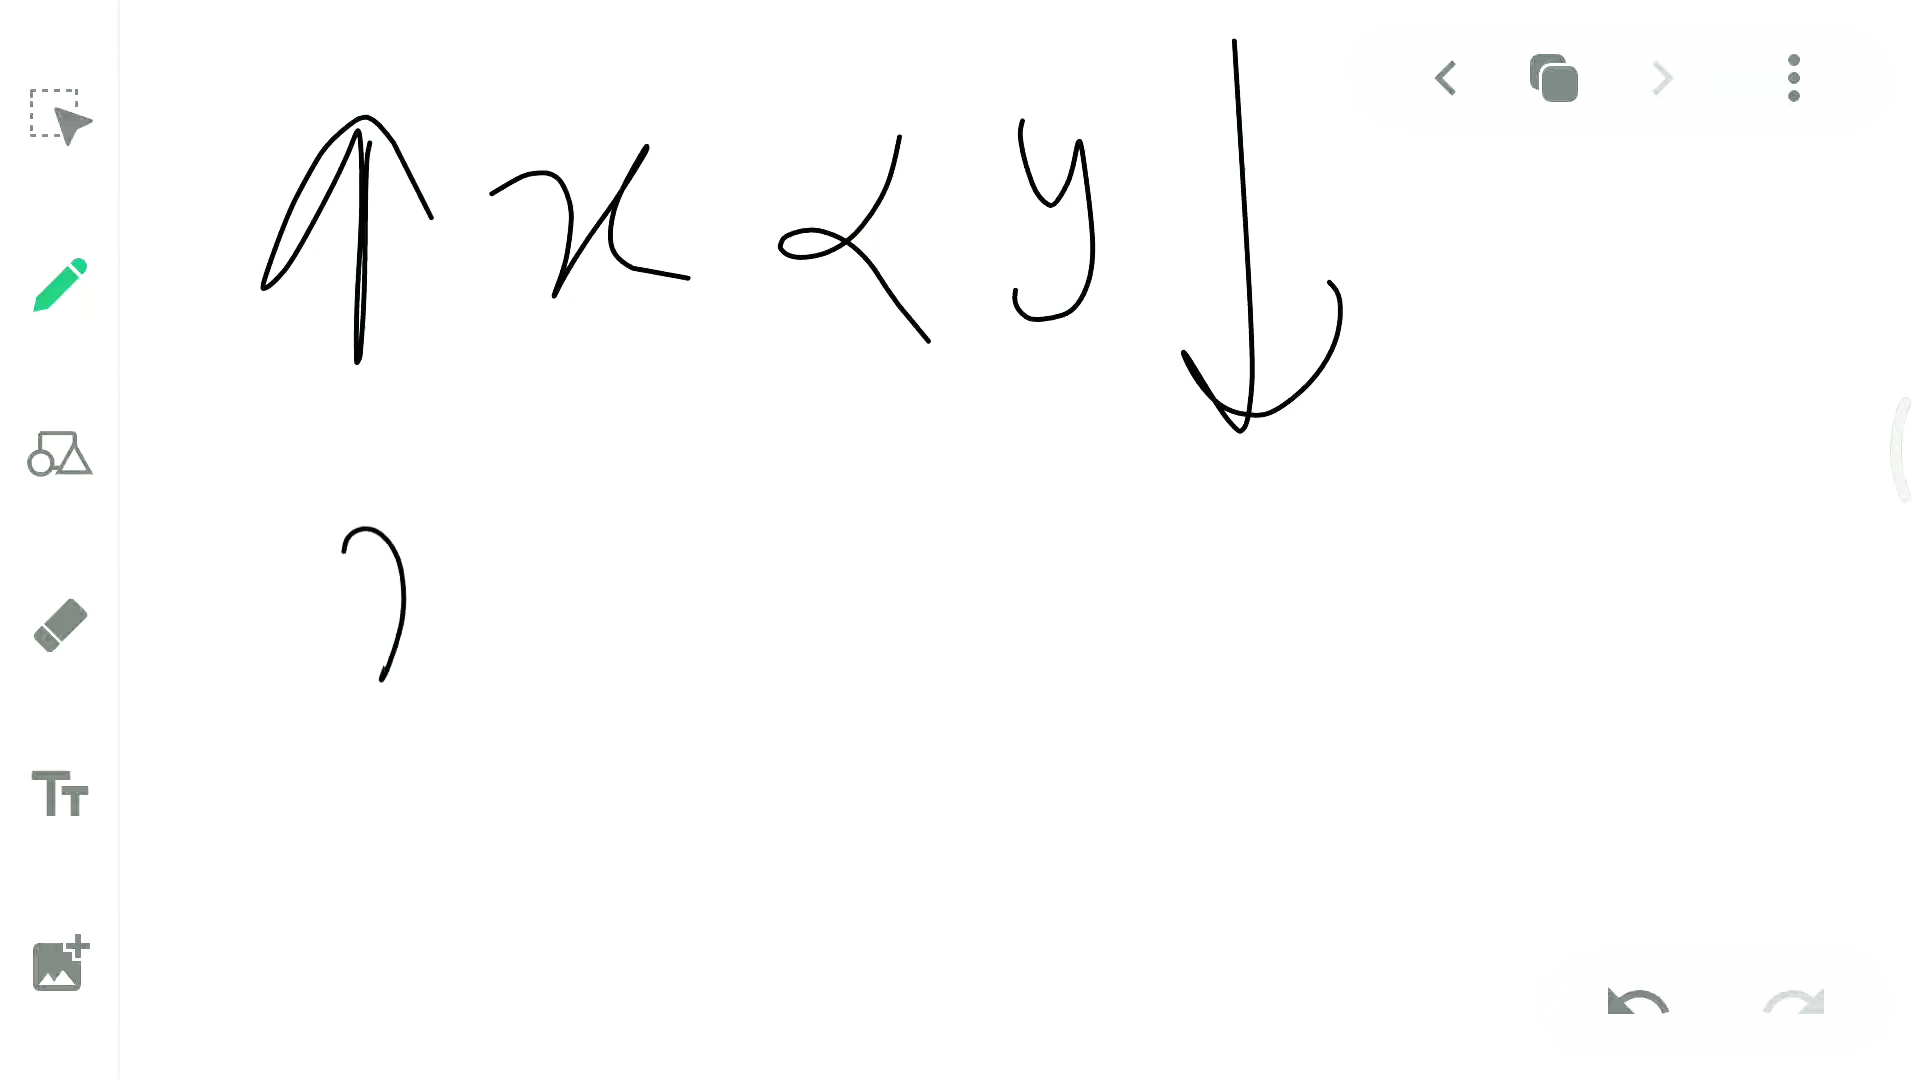 ↑ x ∝ y ↓